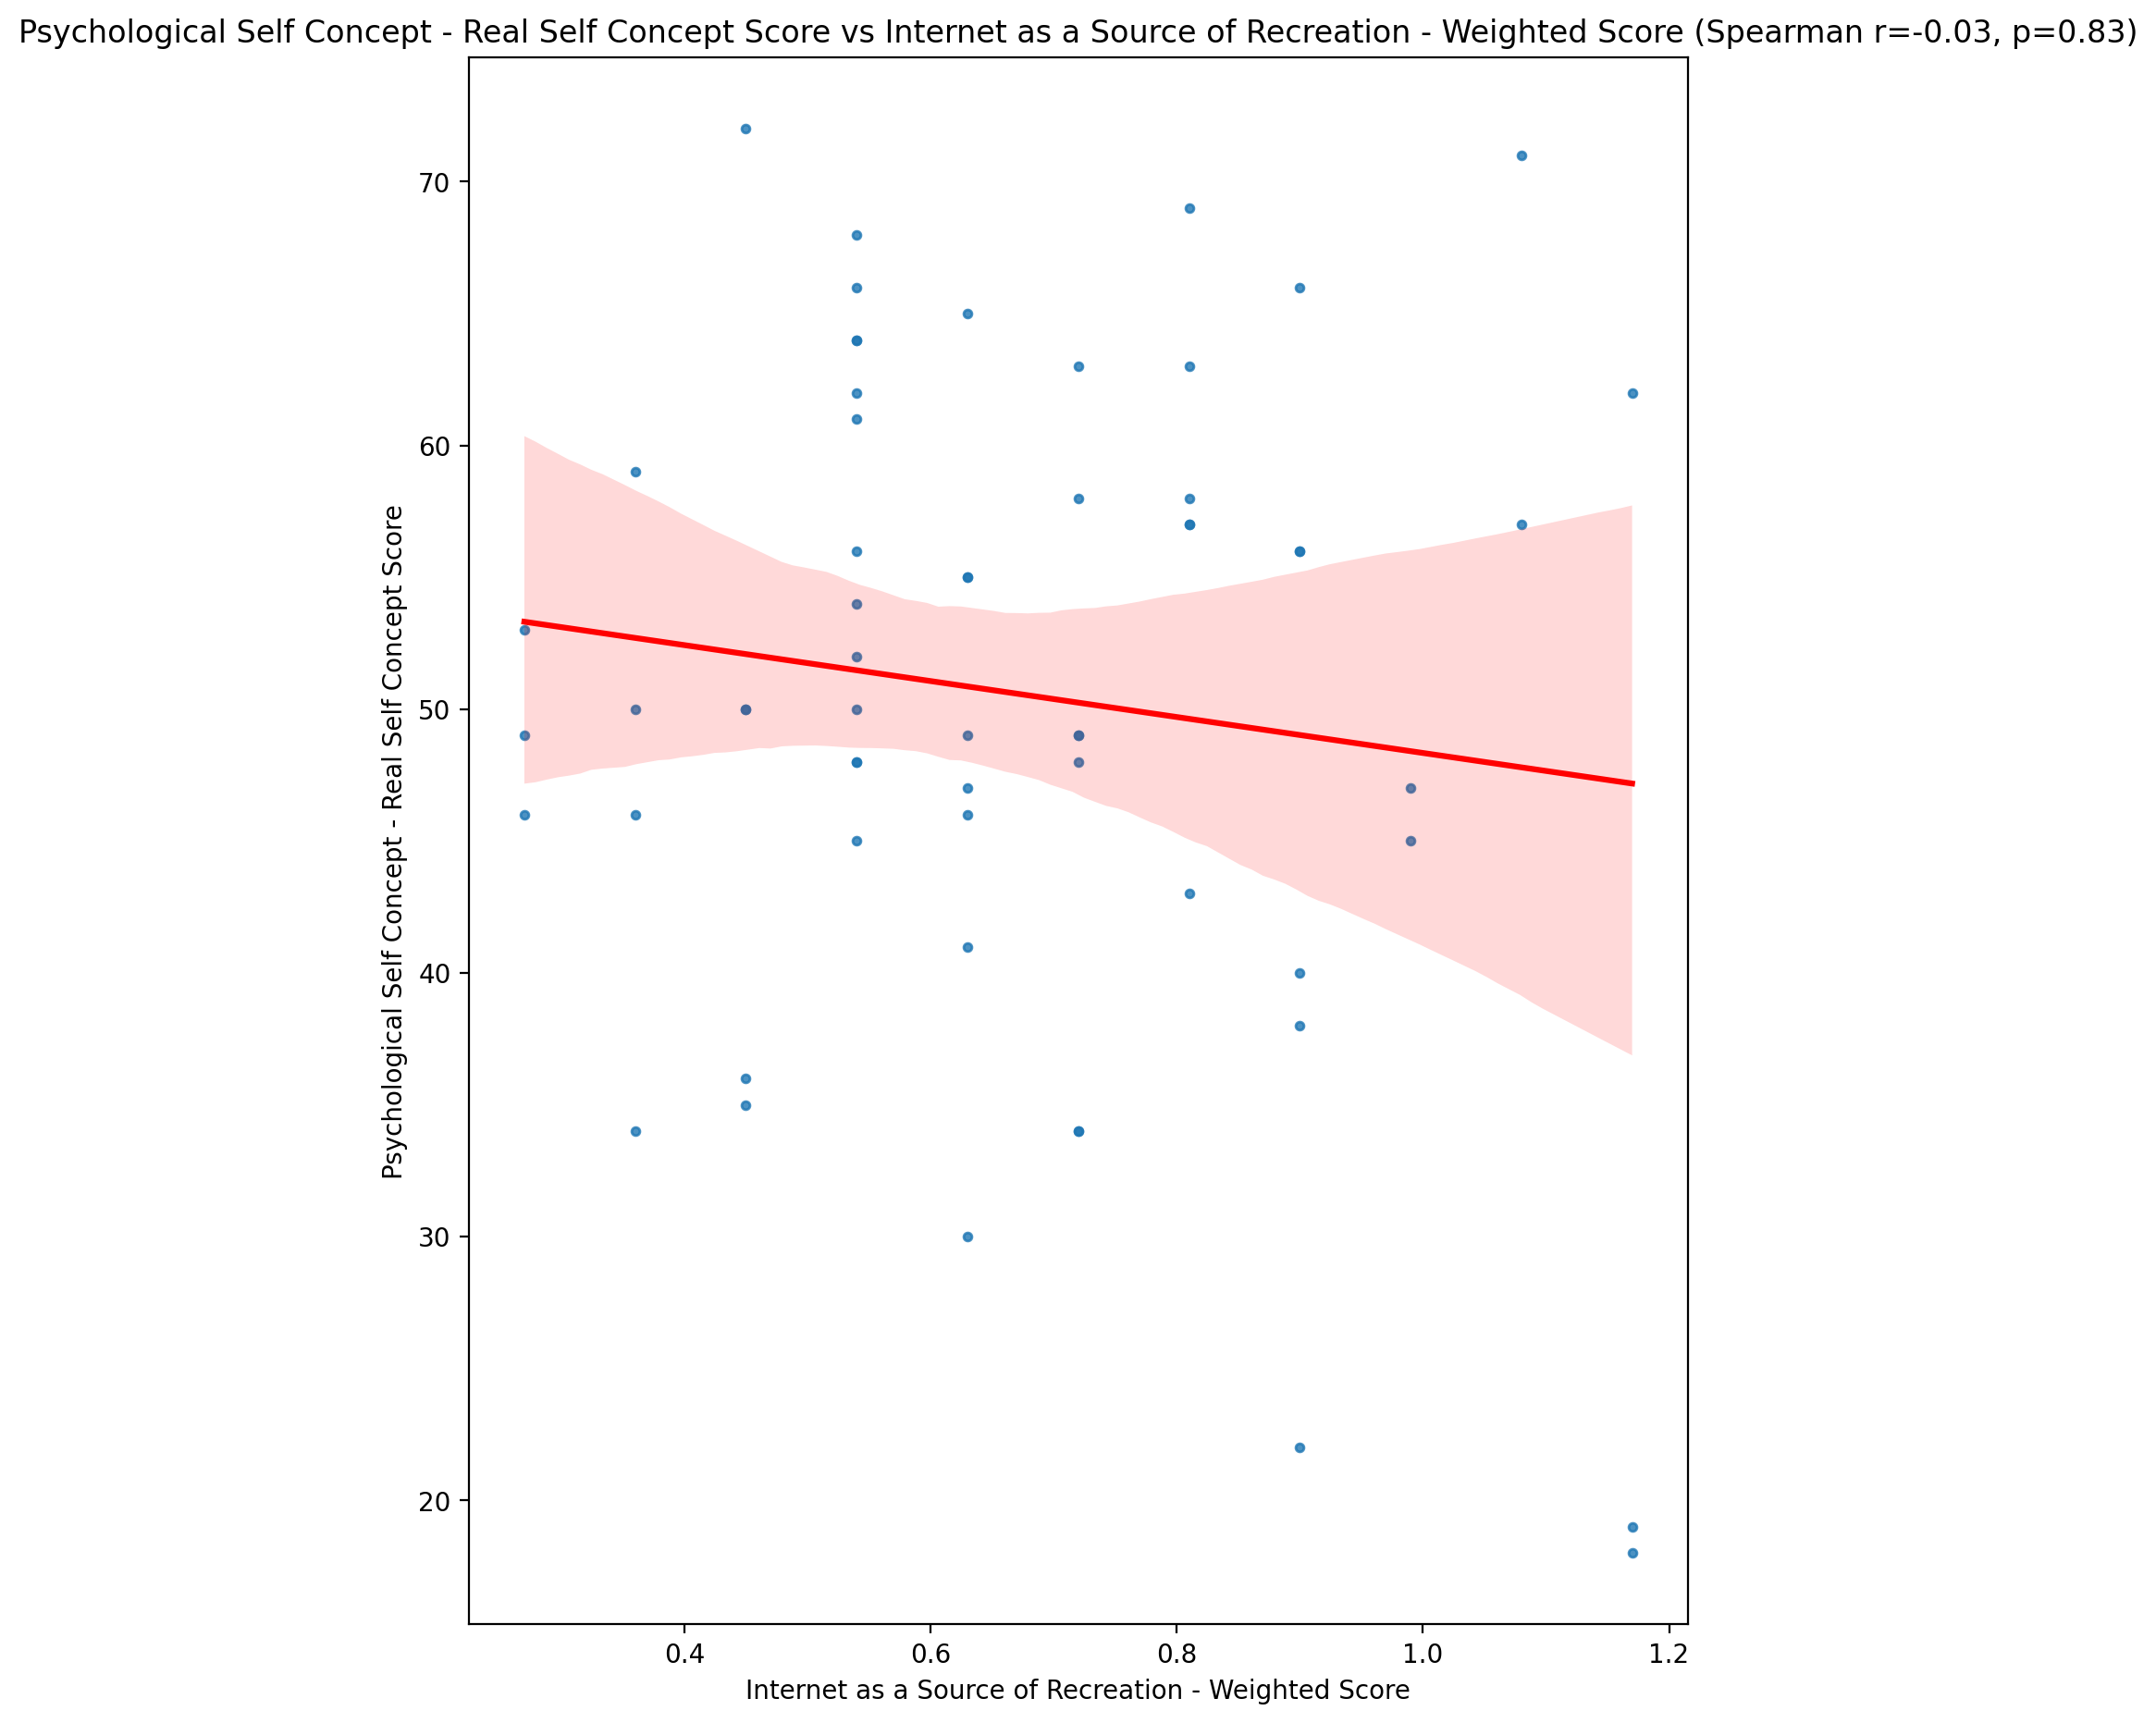 Psychological Self Concept - Real Self Concept Score vs Internet as a Source of Recreation - Weighted Score (Spearman r=-0.03, p=0.83)
Psychological Self Concept - Real Self Concept Score
70
60
50
40
30
20
0.4 0.6 0.8 1.0 1.2
Internet as a Source of Recreation - Weighted Score